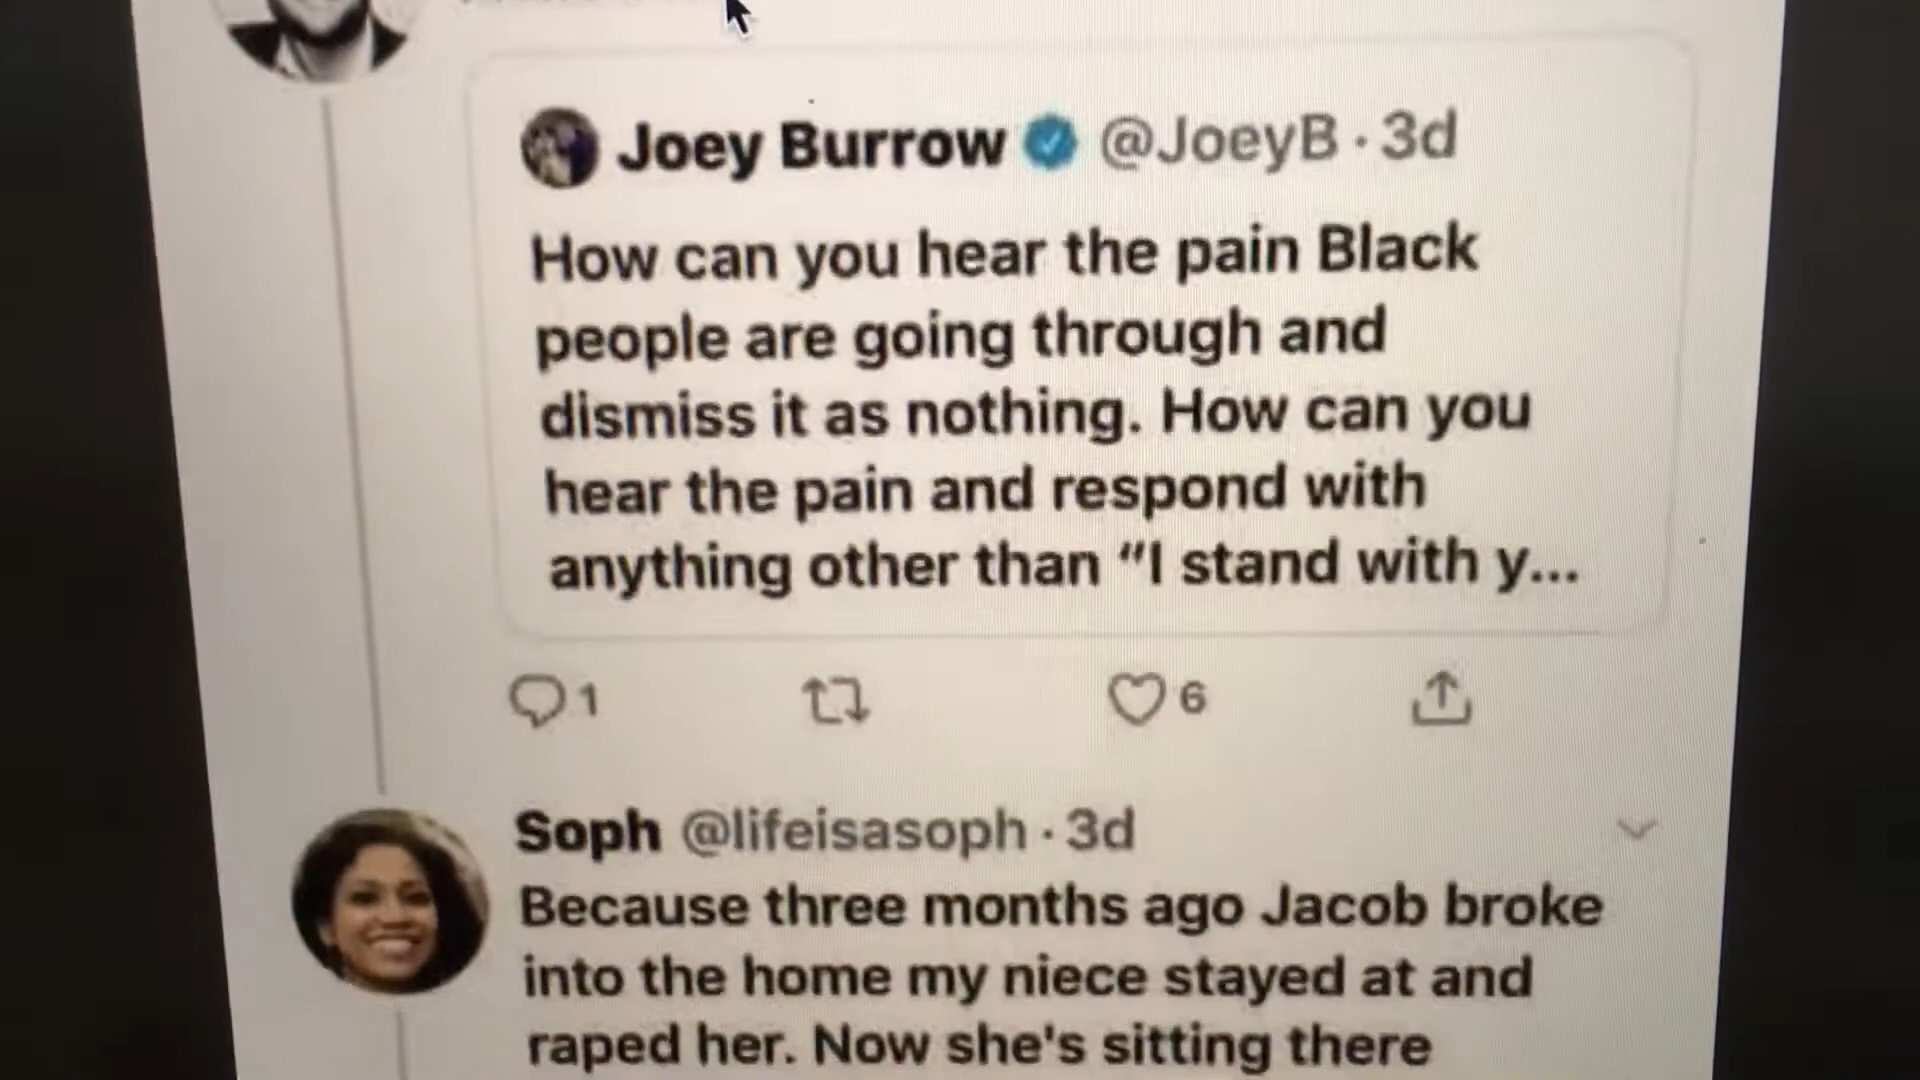 Joey Burrow @JoeyB · 3d
How can you hear the pain Black
people are going through and
dismiss it as nothing. How can you
hear the pain and respond with
anything other than “I stand with y...
1 6
Soph @lifeisasoph · 3d
Because three months ago Jacob broke
into the home my niece stayed at and
raped her. Now she's sitting there